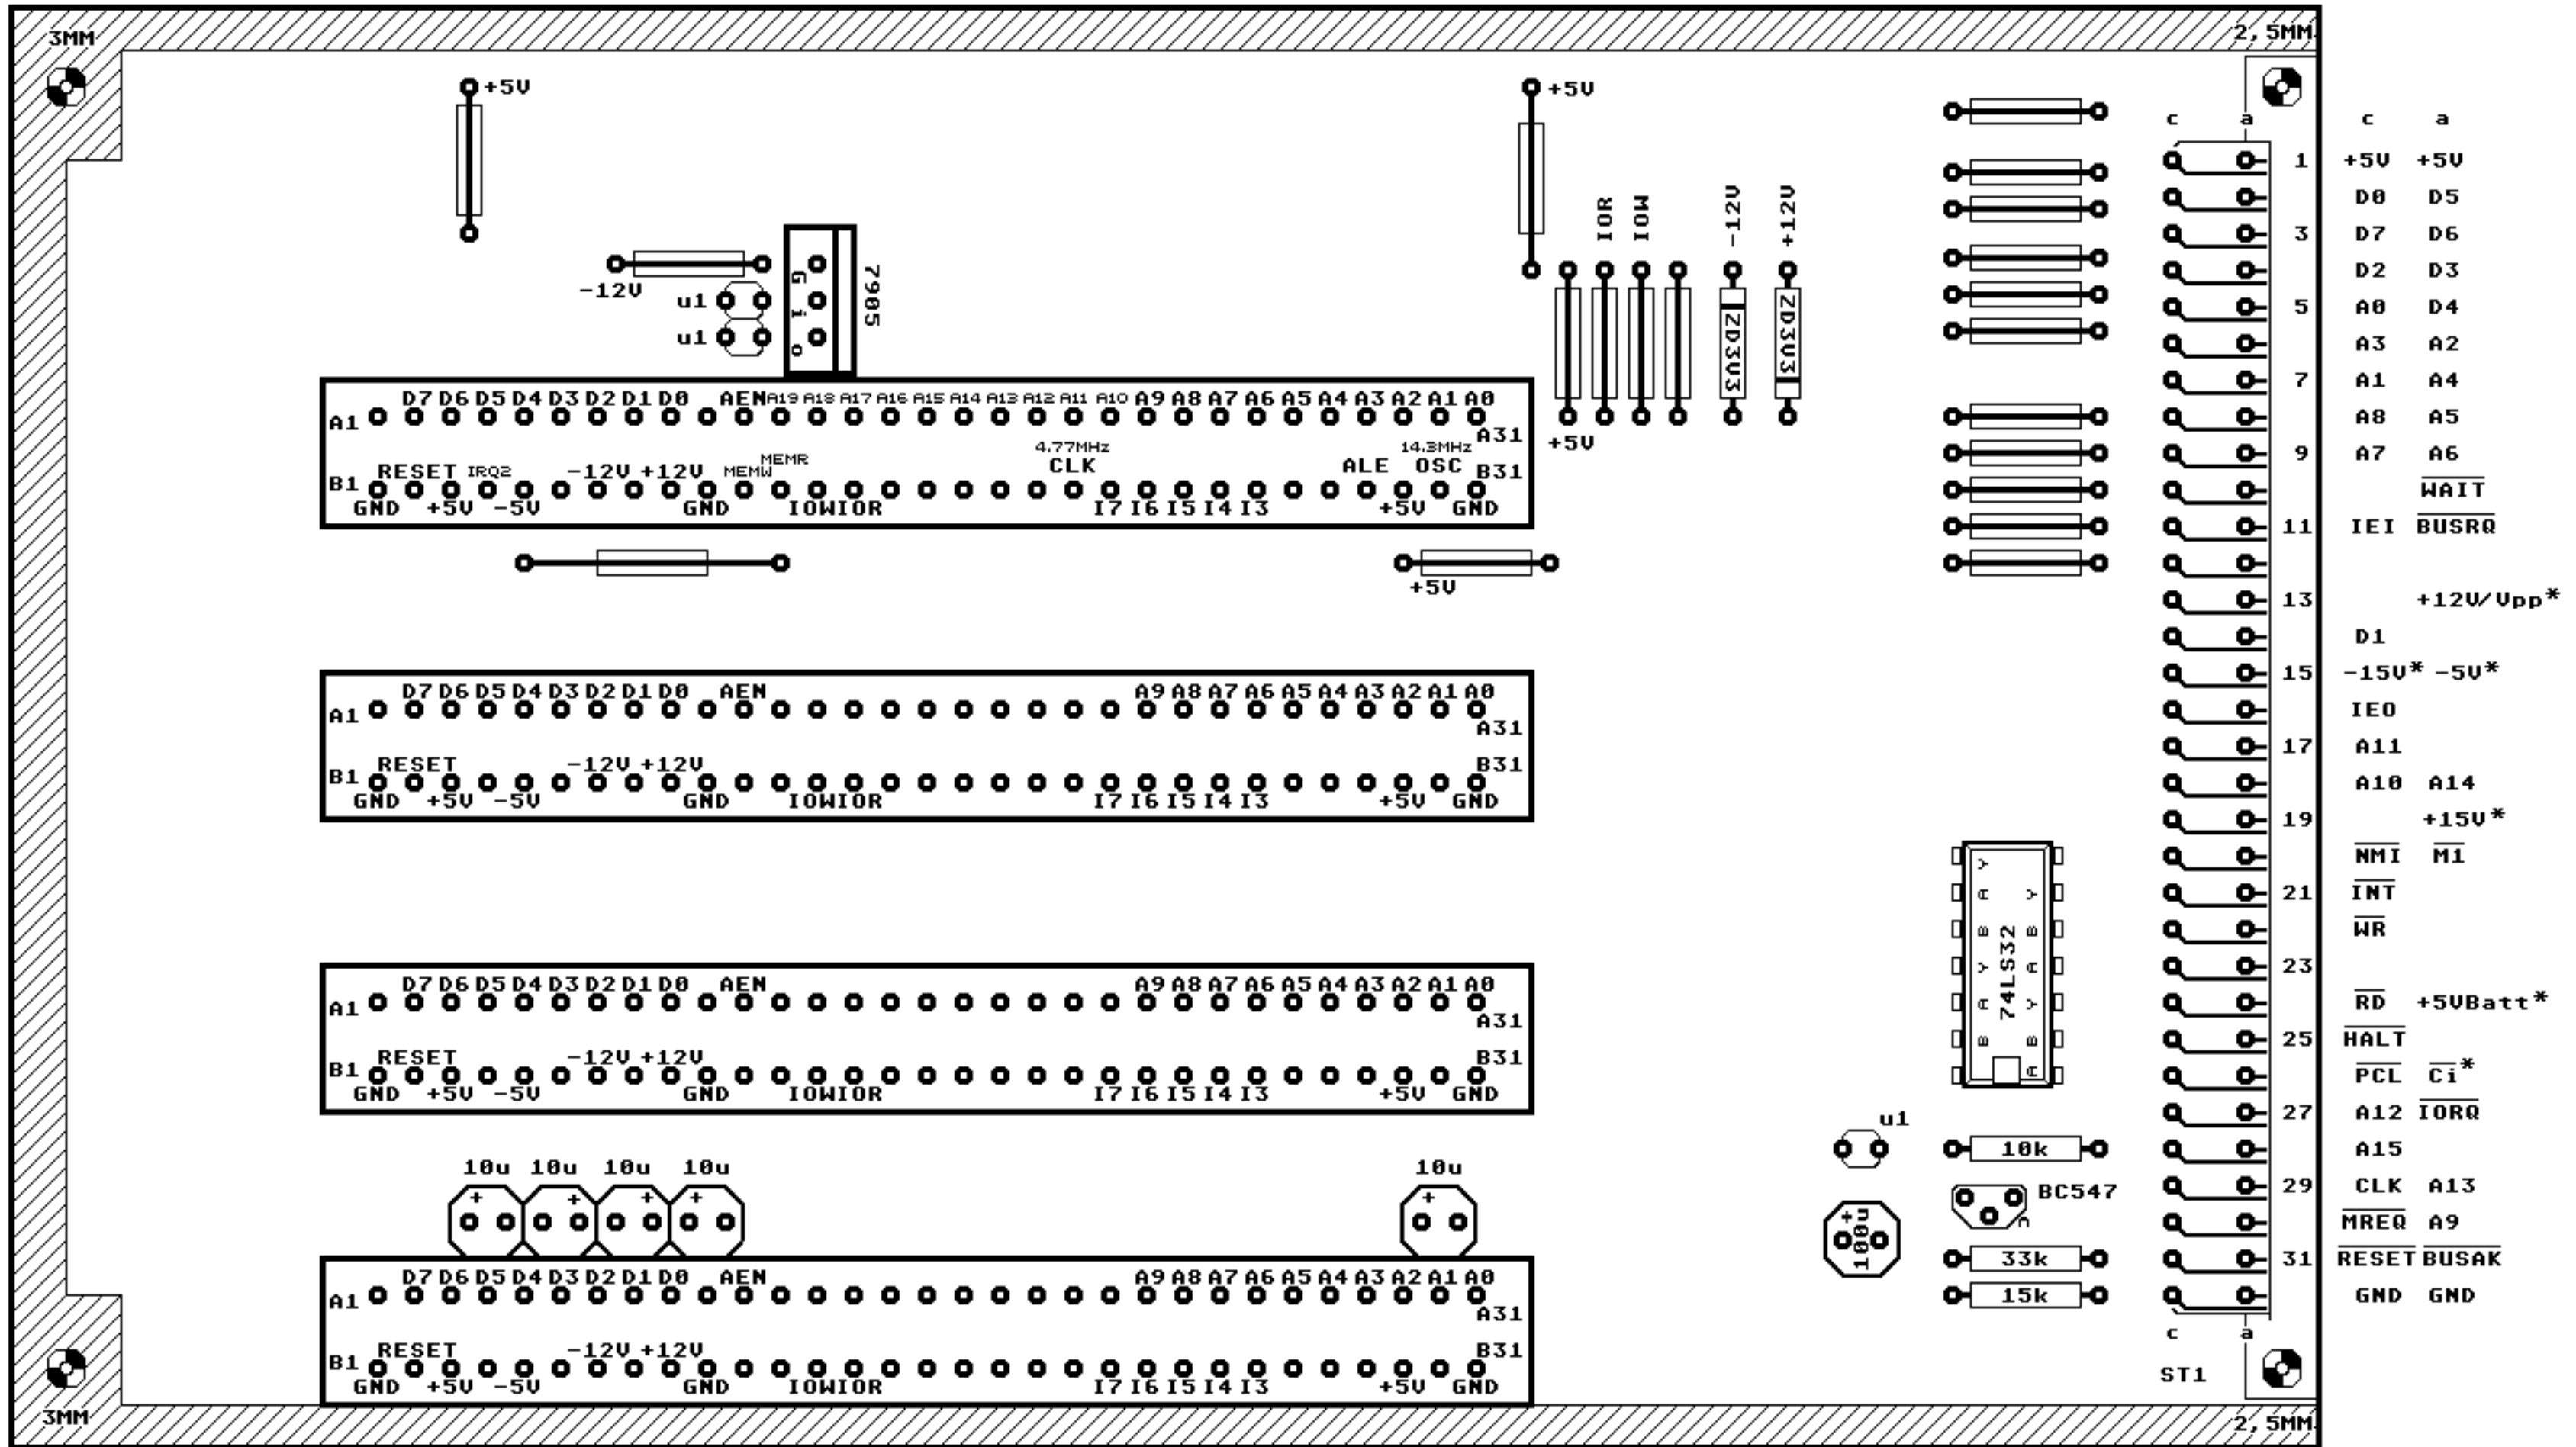 3MM 2,5MM
+5V +5V
c a c a
1 +5V +5V
D0 D5
3 D7 D6
IOR IOW -12V +12V
D2 D3
-12V
u1
u1
G i o
7905
ZD3V3 ZD3V3
+5V
5 A0 D4
A3 A2
7 A1 A4
A8 A5
9 A7 A6
WAIT
11 IEI BUSRQ
D7 D6 D5 D4 D3 D2 D1 D0 AEN A19 A18 A17 A16 A15 A14 A13 A12 A11 A10 A9 A8 A7 A6 A5 A4 A3 A2 A1 A0
A1 A31
4.77MHz 14.3MHz
MEMR
RESET IRQ2 -12V +12V MEMW CLK ALE OSC B31
B1
GND +5V -5V GND IOW IOR I7 I6 I5 I4 I3 +5V GND
+5V
13 +12V/Vpp*
D1
15 -15V* -5V*
IEO
17 A11
A10 A14
19 +15V*
D7 D6 D5 D4 D3 D2 D1 D0 AEN A9 A8 A7 A6 A5 A4 A3 A2 A1 A0
A1 A31
RESET -12V +12V B31
B1
GND +5V -5V GND IOW IOR I7 I6 I5 I4 I3 +5V GND
NMI M1
21 INT
WR
23
RD +5VBatt*
25 HALT
PCL Ci*
27 A12 IORQ
Y
A Y
B B
Y A
A Y
B B
A
74LS32
D7 D6 D5 D4 D3 D2 D1 D0 AEN A9 A8 A7 A6 A5 A4 A3 A2 A1 A0
A1 A31
RESET -12V +12V B31
B1
GND +5V -5V GND IOW IOR I7 I6 I5 I4 I3 +5V GND
u1
10k
A15
10u 10u 10u 10u 10u
+ + + + +
29 CLK A13
BC547
C
MREQ A9
+
100u
33k
31 RESET BUSAK
15k
GND GND
D7 D6 D5 D4 D3 D2 D1 D0 AEN A9 A8 A7 A6 A5 A4 A3 A2 A1 A0
A1 A31
c a
RESET -12V +12V B31
B1
GND +5V -5V GND IOW IOR I7 I6 I5 I4 I3 +5V GND
ST1
3MM 2,5MM